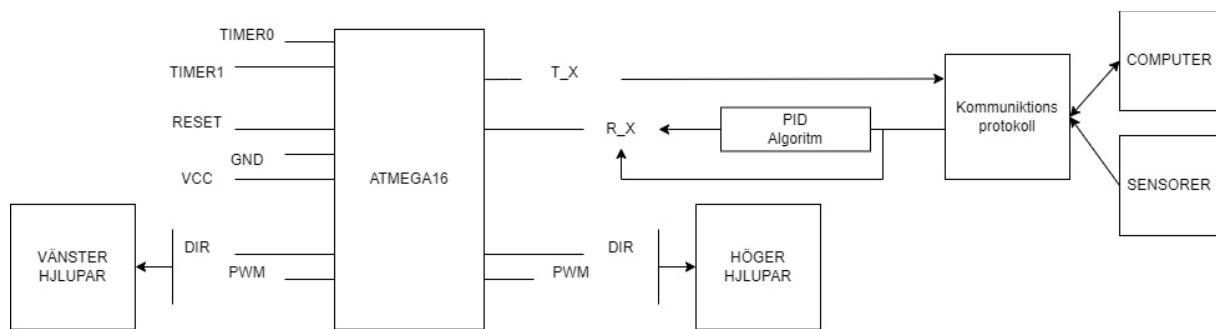 TIMER0
TIMER1
RESET
GND
VCC
ATMEGA16
T_X
R_X
PID
Algoritm
Kommuniktions
protokoll
COMPUTER
SENSORER
VÄNSTER
HJLUPAR
DIR
PWM
DIR
PWM
HÖGER
HJLUPAR